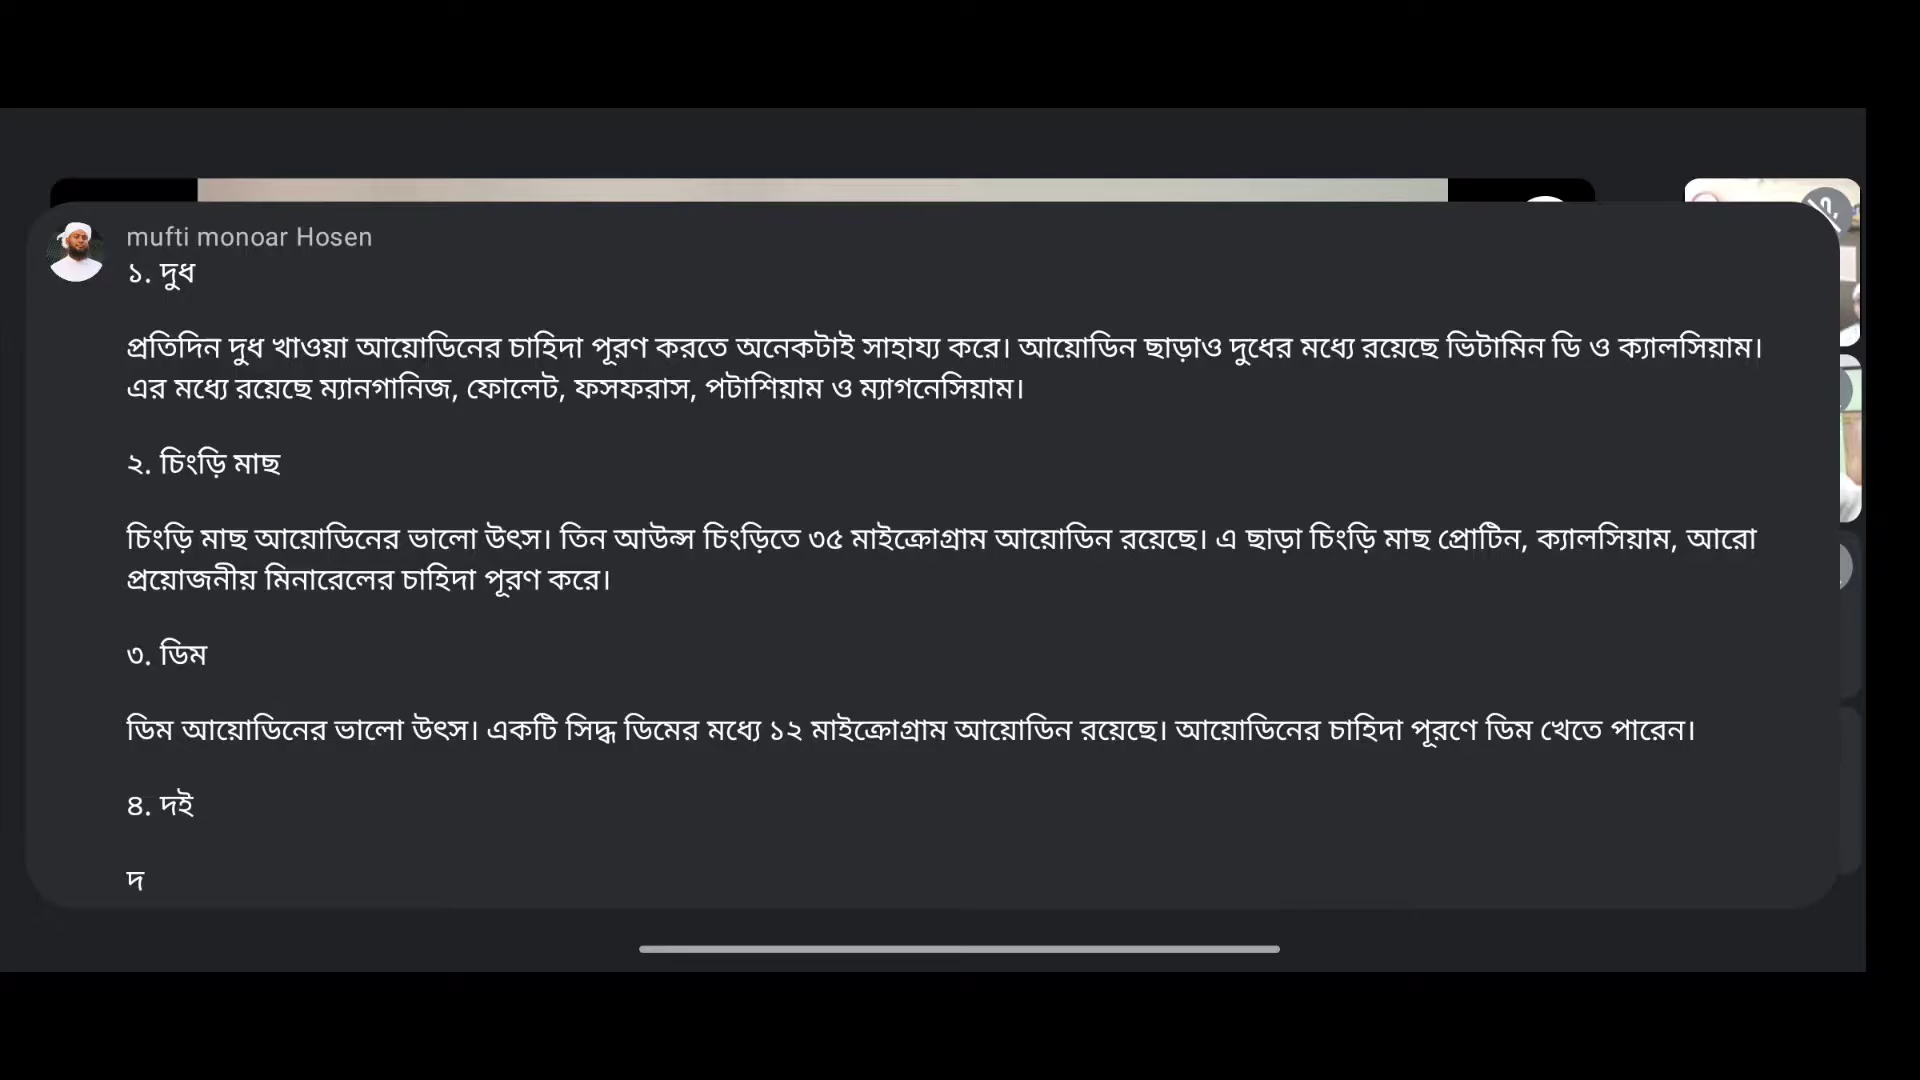 mufti monoar Hosen
১. দুধ
প্রতিদিন দুধ খাওয়া আয়োডিনের চাহিদা পূরণ করতে অনেকটাই সাহায্য করে। আয়োডিন ছাড়াও দুধের মধ্যে রয়েছে ভিটামিন ডি ও ক্যালসিয়াম।
এর মধ্যে রয়েছে ম্যানগানিজ, ফোলেট, ফসফরাস, পটাশিয়াম ও ম্যাগনেসিয়াম।
২. চিংড়ি মাছ
চিংড়ি মাছ আয়োডিনের ভালো উৎস। তিন আউন্স চিংড়িতে ৩৫ মাইক্রোগ্রাম আয়োডিন রয়েছে। এ ছাড়া চিংড়ি মাছ প্রোটিন, ক্যালসিয়াম, আরো
প্রয়োজনীয় মিনারেলের চাহিদা পূরণ করে।
৩. ডিম
ডিম আয়োডিনের ভালো উৎস। একটি সিদ্ধ ডিমের মধ্যে ১২ মাইক্রোগ্রাম আয়োডিন রয়েছে। আয়োডিনের চাহিদা পূরণে ডিম খেতে পারেন।
৪. দই
দ